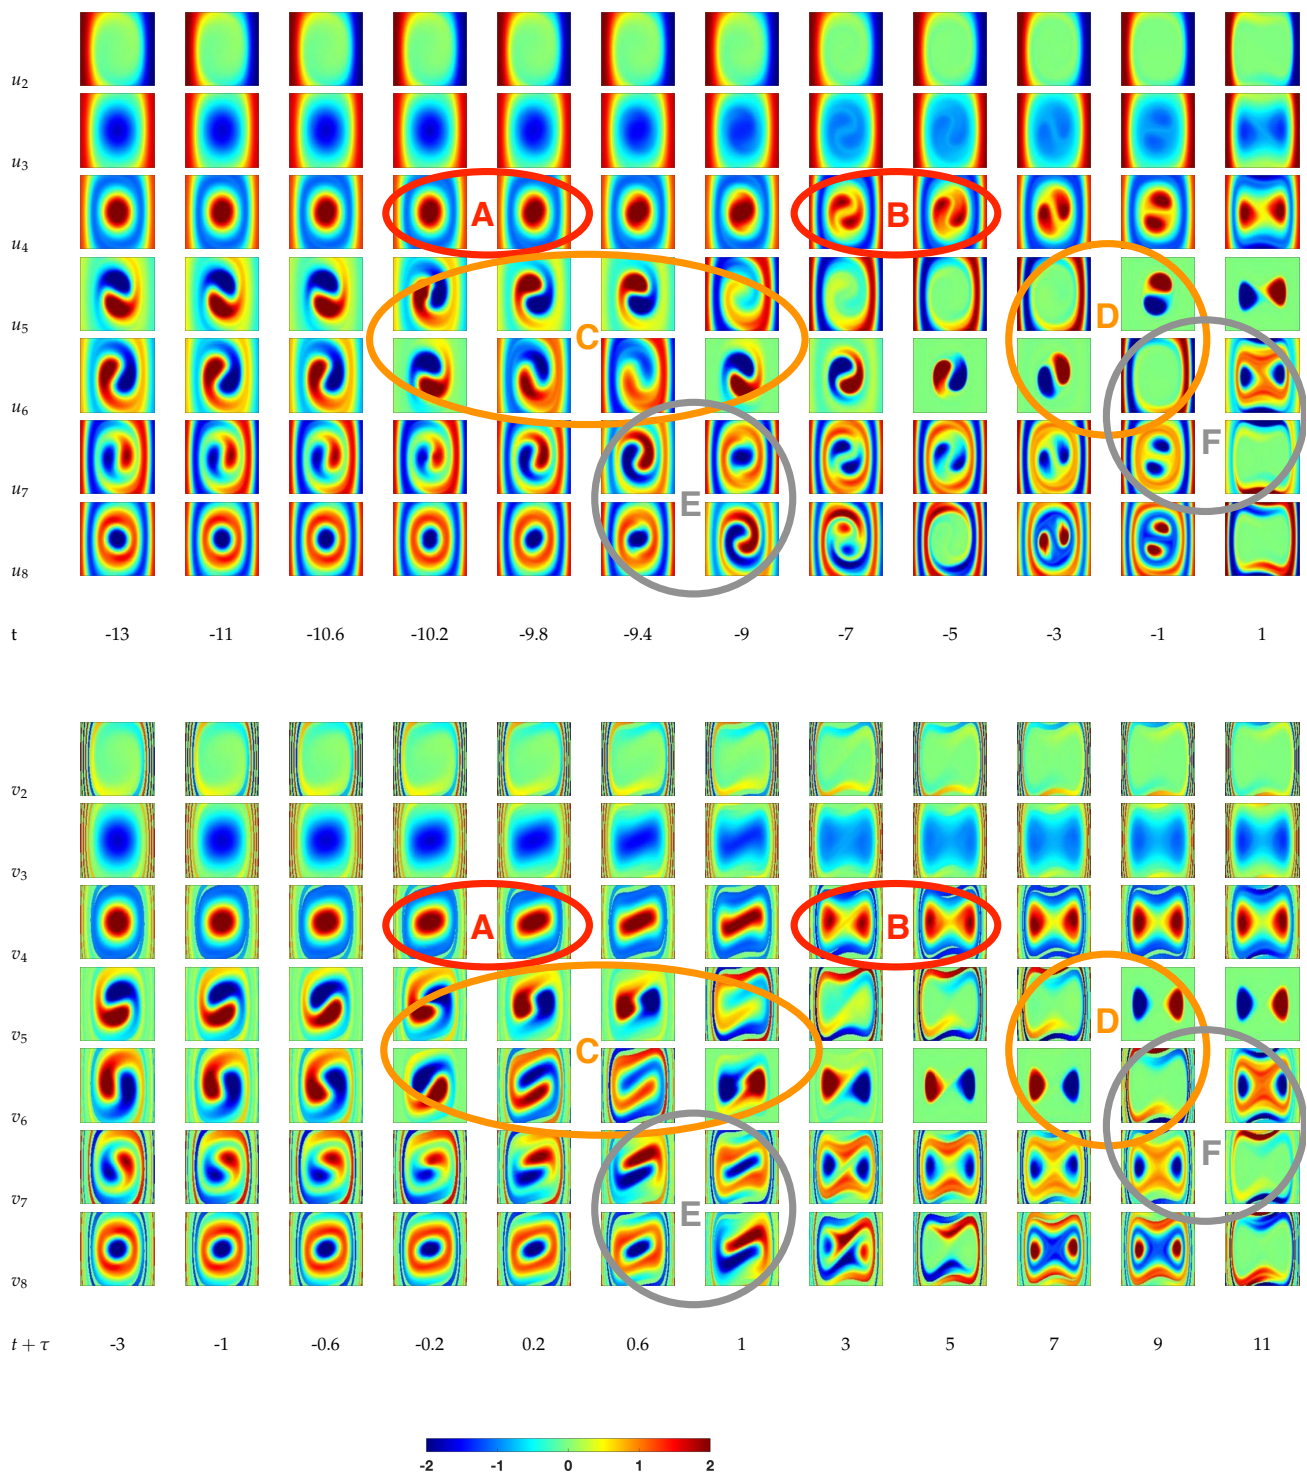 u2
u3
A B
u4
D
C
u5
u6
F
u7
E
u8
t -13 -11 -10.6 -10.2 -9.8 -9.4 -9 -7 -5 -3 -1 1
v2
v3
A B
v4
D
C
v5
v6
F
v7
E
v8
t + τ -3 -1 -0.6 -0.2 0.2 0.6 1 3 5 7 9 11
-2 -1 0 1 2